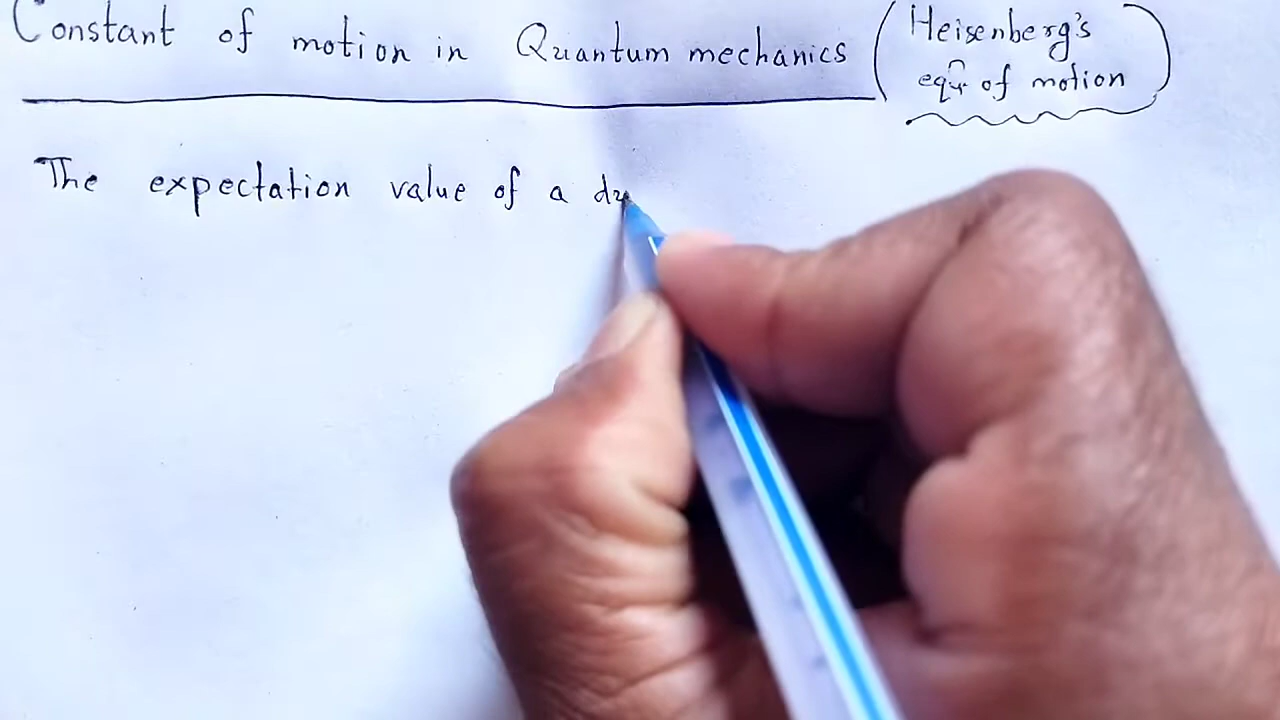 Constant of motion in Quantum mechanics (Heisenberg's
eqn of motion)
The expectation value of a